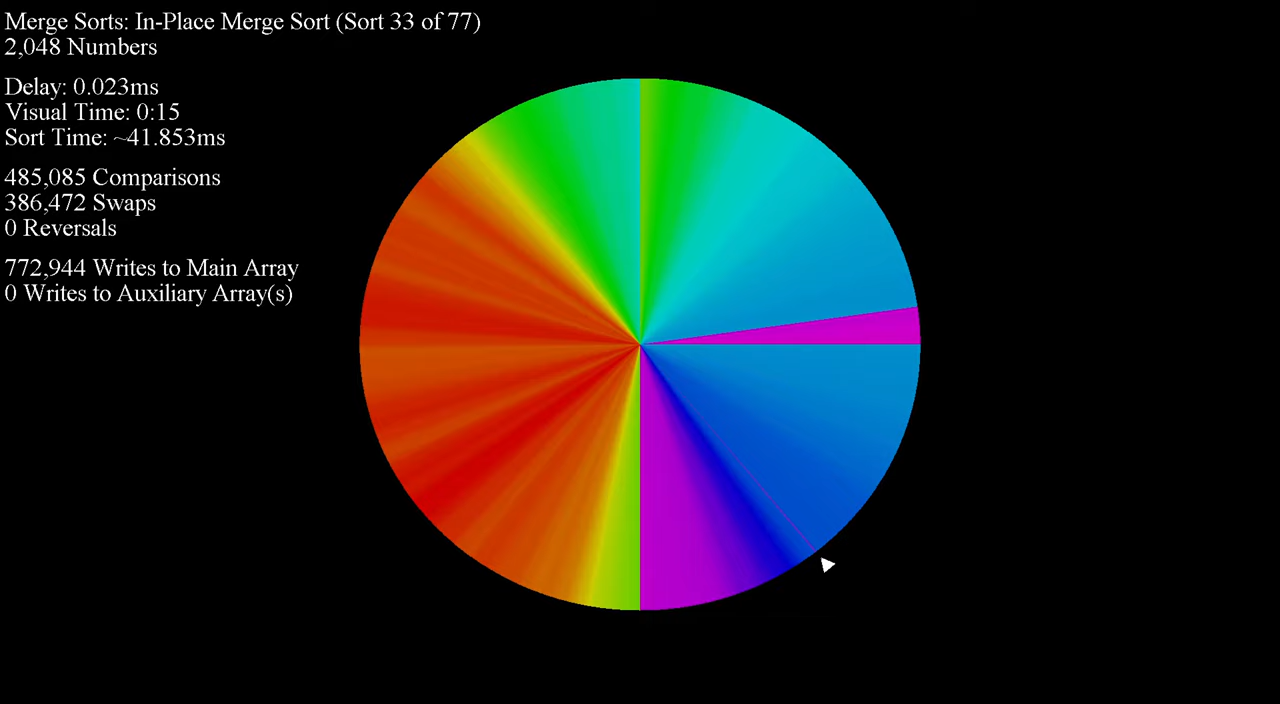 Merge Sorts: In-Place Merge Sort (Sort 33 of 77)
2,048 Numbers
Delay: 0.023ms
Visual Time: 0:15
Sort Time: ~41.853ms
485,085 Comparisons
386,472 Swaps
0 Reversals
772,944 Writes to Main Array
0 Writes to Auxiliary Array(s)